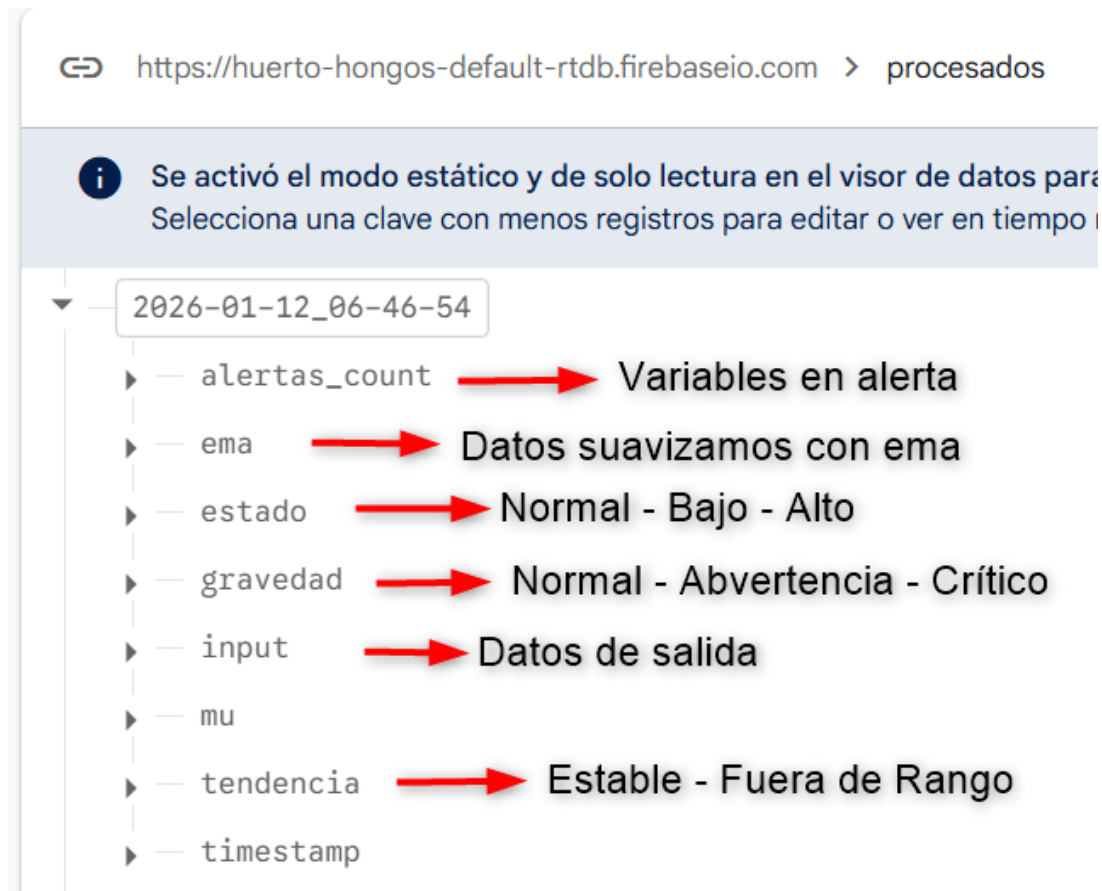 https://huerto-hongos-default-rtdb.firebaseio.com > procesados
i Se activó el modo estático y de solo lectura en el visor de datos para
Selecciona una clave con menos registros para editar o ver en tiempo
2026-01-12_06-46-54
alertas_count Variables en alerta
ema Datos suavizamos con ema
estado Normal - Bajo - Alto
gravedad Normal - Abvertencia - Crítico
input Datos de salida
mu
tendencia Estable - Fuera de Rango
timestamp